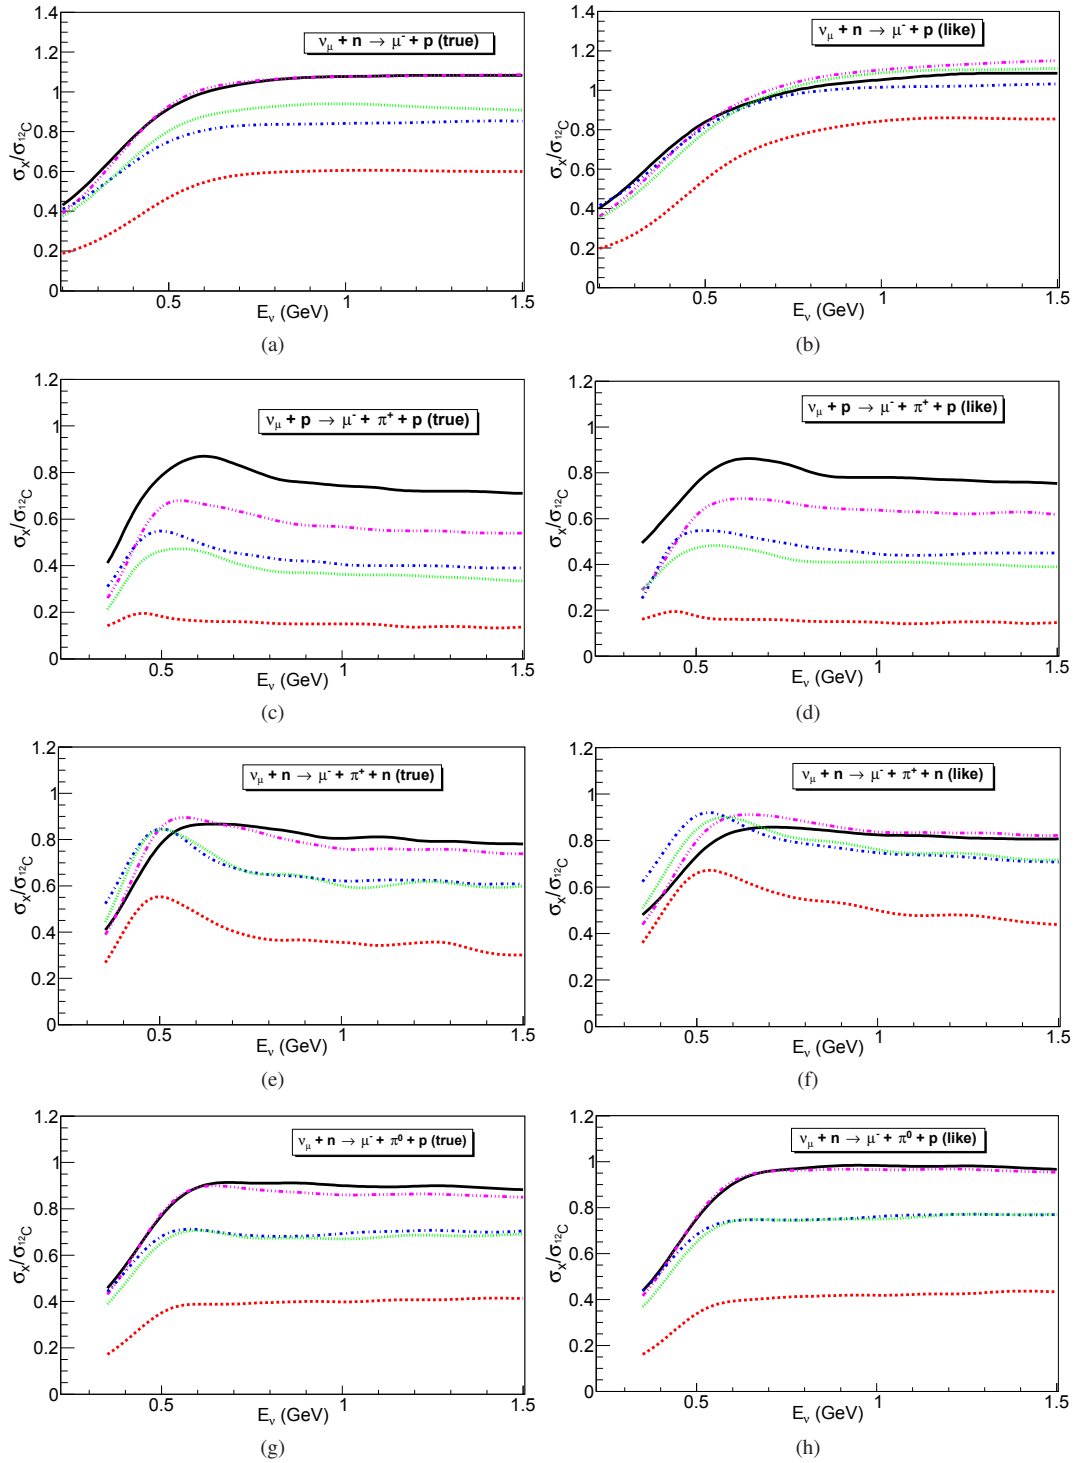 1.4
1.2
1
0.8
0.6
0.4
0.2
0
σ_X/σ_12C
ν_μ + n → μ⁻ + p (true)
0.5 1 1.5
E_ν (GeV)
(a)
1.4
1.2
1
0.8
0.6
0.4
0.2
0
σ_X/σ_12C
ν_μ + n → μ⁻ + p (like)
0.5 1 1.5
E_ν (GeV)
(b)
1.2
1
0.8
0.6
0.4
0.2
0
σ_X/σ_12C
ν_μ + p → μ⁻ + π⁺ + p (true)
0.5 1 1.5
E_ν (GeV)
(c)
1.2
1
0.8
0.6
0.4
0.2
0
σ_X/σ_12C
ν_μ + p → μ⁻ + π⁺ + p (like)
0.5 1 1.5
E_ν (GeV)
(d)
1.2
1
0.8
0.6
0.4
0.2
0
σ_X/σ_12C
ν_μ + n → μ⁻ + π⁺ + n (true)
0.5 1 1.5
E_ν (GeV)
(e)
1.2
1
0.8
0.6
0.4
0.2
0
σ_X/σ_12C
ν_μ + n → μ⁻ + π⁺ + n (like)
0.5 1 1.5
E_ν (GeV)
(f)
1.2
1
0.8
0.6
0.4
0.2
0
σ_X/σ_12C
ν_μ + n → μ⁻ + π⁰ + p (true)
0.5 1 1.5
E_ν (GeV)
(g)
1.2
1
0.8
0.6
0.4
0.2
0
σ_X/σ_12C
ν_μ + n → μ⁻ + π⁰ + p (like)
0.5 1 1.5
E_ν (GeV)
(h)